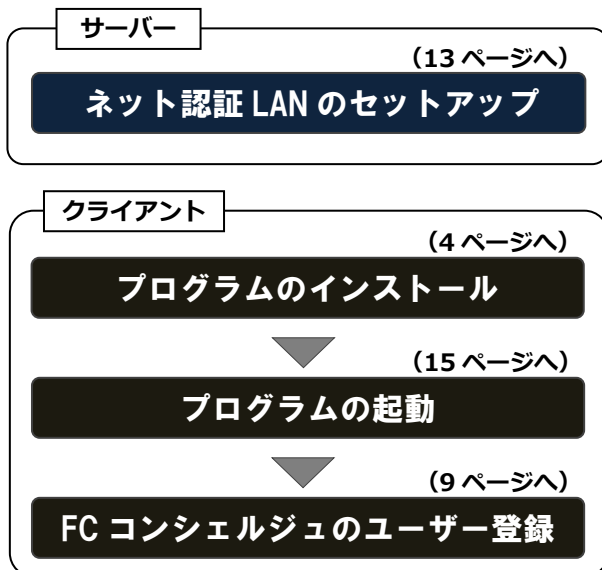 サーバー
（13 ページへ）
ネット認証 LAN のセットアップ
クライアント
（4 ページへ）
プログラムのインストール
（15 ページへ）
プログラムの起動
（9 ページへ）
FC コンシェルジュのユーザー登録